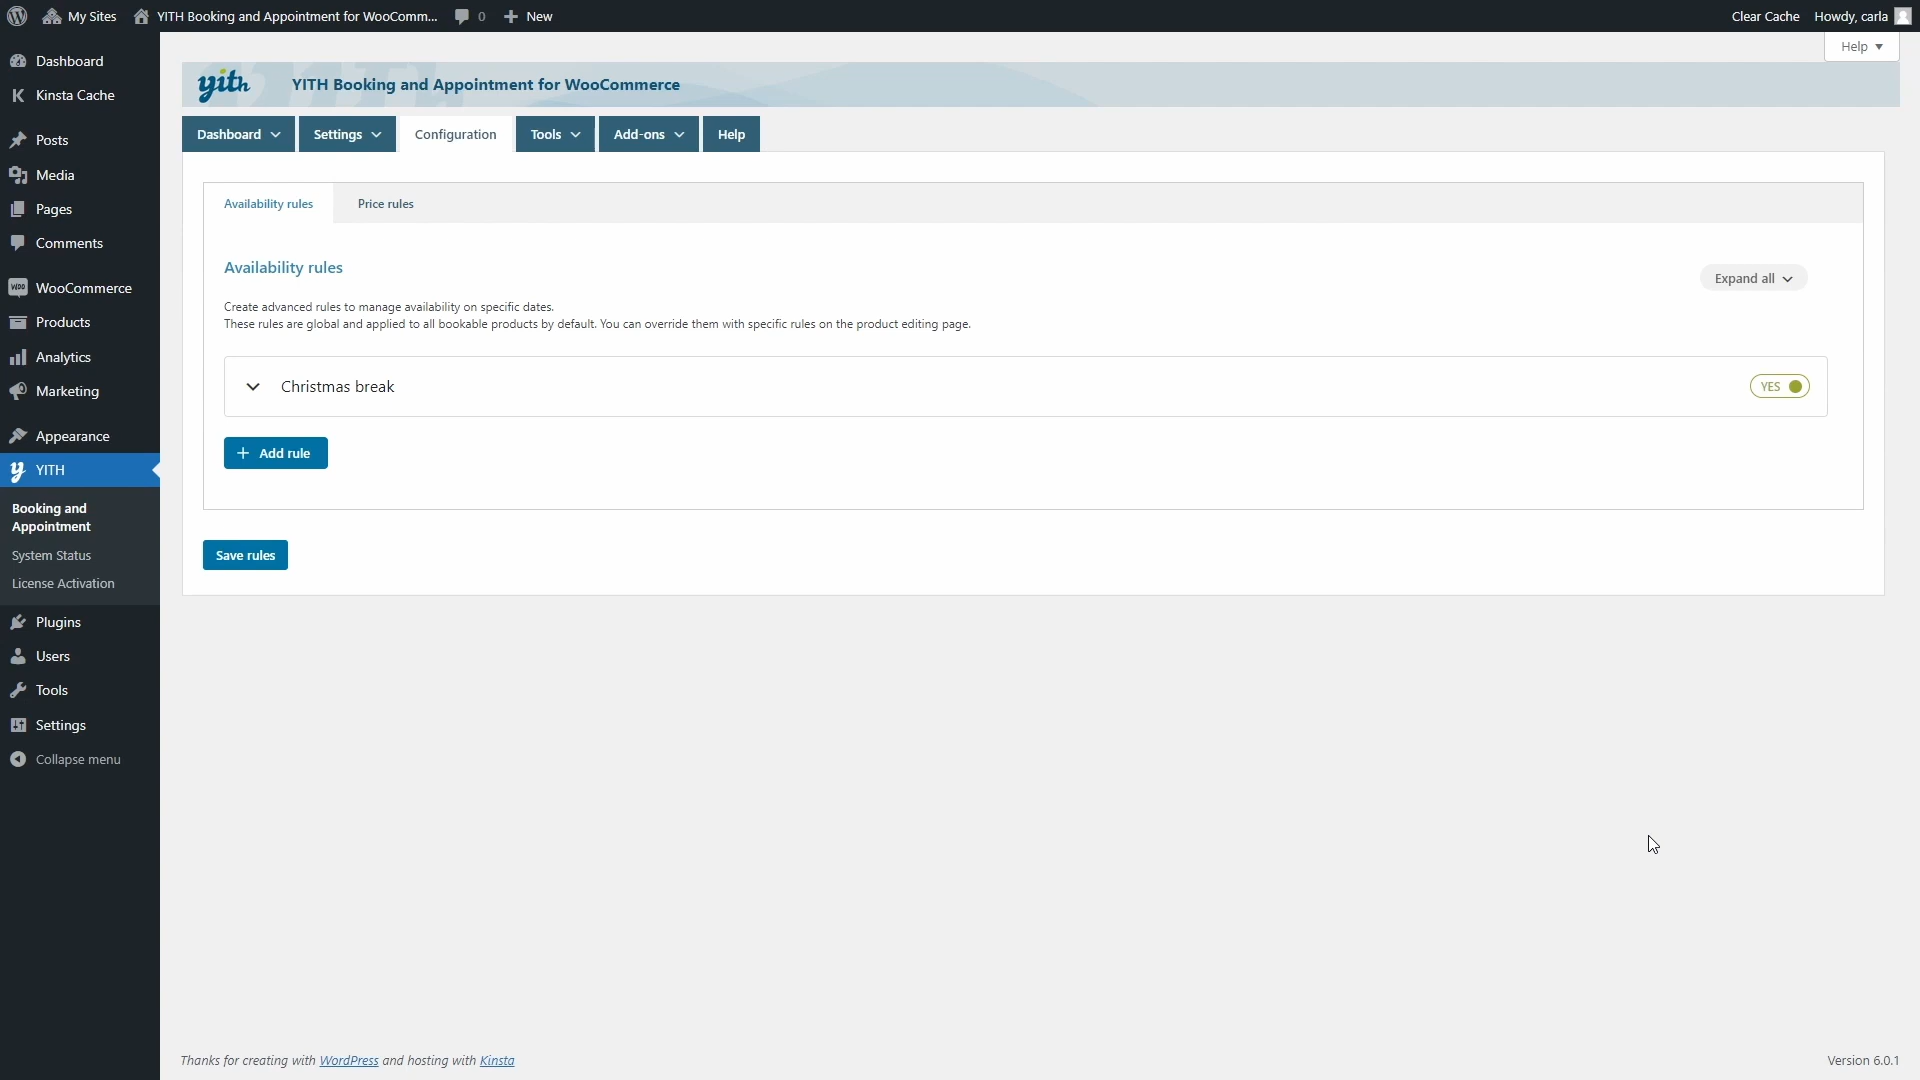 My Sites
YITH Booking and Appointment for WooComm...
0
New
Clear Cache
Howdy, carla
Help
Dashboard
Kinsta Cache
Posts
Media
Pages
Comments
WooCommerce
Products
Analytics
Marketing
Appearance
YITH
Booking and
Appointment
System Status
License Activation
Plugins
Users
Tools
Settings
Collapse menu
yith
YITH Booking and Appointment for WooCommerce
Dashboard
Settings
Configuration
Tools
Add-ons
Help
Availability rules
Price rules
Availability rules
Expand all
Create advanced rules to manage availability on specific dates.
These rules are global and applied to all bookable products by default. You can override them with specific rules on the product editing page.
Christmas break
YES
Add rule
Save rules
Thanks for creating with WordPress and hosting with Kinsta
Version 6.0.1